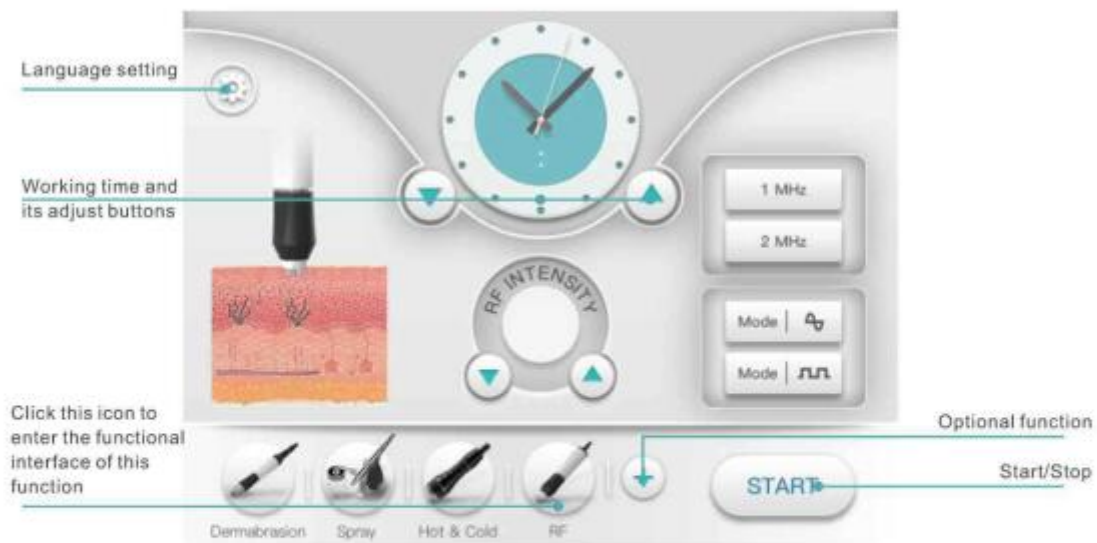 Language setting
Working time and
its adjust buttons
1 MHz
2 MHz
RF INTENSITY
Mode
Mode
Click this icon to
enter the functional
interface of this
function
Optional function
Start/Stop
START
Dermabrasion
Spray
Hot & Cold
RF